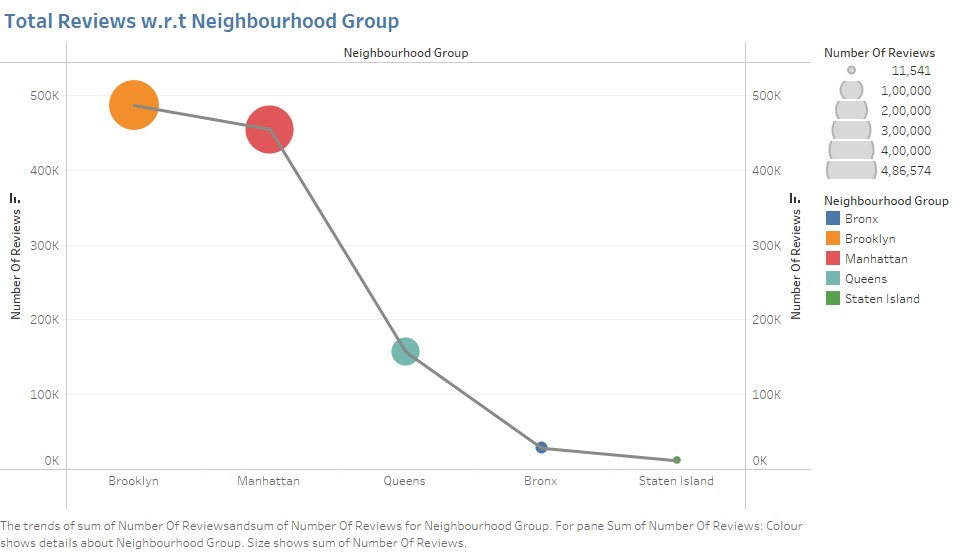 Total Reviews w.r.t Neighbourhood Group
Neighbourhood Group
Number Of Reviews
500K
400K
300K
200K
100K
0K
500K
400K
300K
200K
100K
0K
Number Of Reviews
Brooklyn
Manhattan
Queens
Bronx
Staten Island
Number Of Reviews
11,541
1,00,000
2,00,000
3,00,000
4,00,000
4,86,574
Neighbourhood Group
Bronx
Brooklyn
Manhattan
Queens
Staten Island
The trends of sum of Number Of Reviewsandsum of Number Of Reviews for Neighbourhood Group. For pane Sum of Number Of Reviews: Colour
shows details about Neighbourhood Group. Size shows sum of Number Of Reviews.